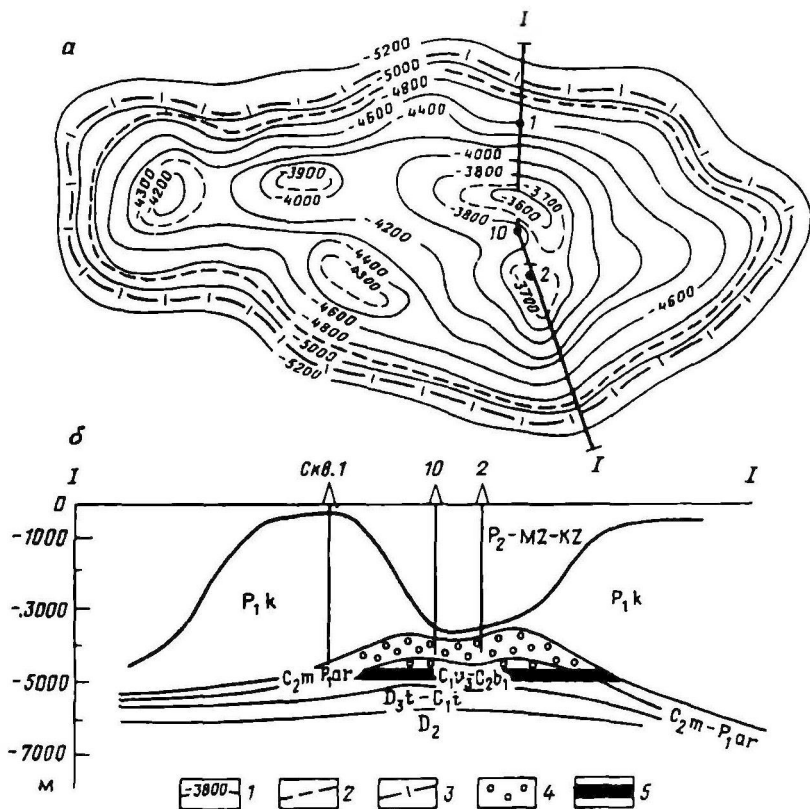 а
I
-5200
-5000
-4800
-4600
-4400
-4000
-3800
-3700
-3600
-3800
1
10
2
-3700
-4300
-4200
-3900
-4000
-4200
-4400
-4300
-4600
-4800
-5000
-5200
-4600
I
б
I Скв.1 10 2 I
0
-1000
-3000
-5000
-7000
м
P₂-MZ-KZ
P₁k P₁k
C₂m P₁ar
C₁v₃-C₂b₁
D₃t-C₁t
D₂
C₂m-P₁ar
-3800 1 2 3 4 5